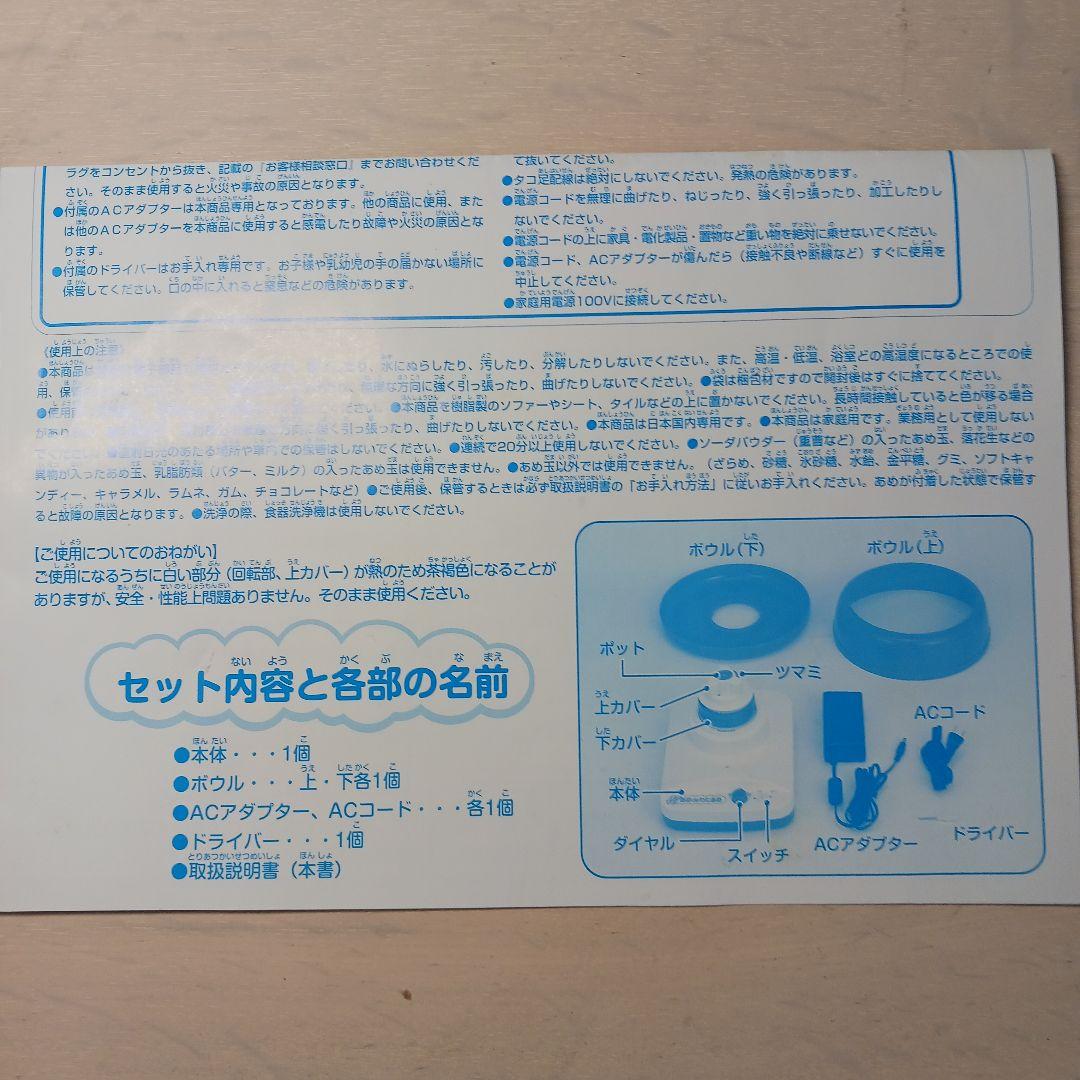 ラグをコンセントから抜き、記載の『お客様相談窓口』までお問い合わせくだ
さい。そのまま使用すると火災や事故の原因となります。
●付属のACアダプターは本商品専用となっております。他の商品に使用、また
は他のACアダプターを本商品に使用すると感電したり故障や火災の原因とな
ります。
●付属のドライバーはお手入れ専用です。お子様や乳幼児の手の届かない場所に
保管してください。口の中に入れると窒息などの危険があります。
て抜いてください。
●タコ足配線は絶対にしないでください。発熱の危険があります。
●電源コードを無理に曲げたり、ねじったり、強く引っ張ったり、加工したりし
ないでください。
●電源コードの上に家具・電化製品・置物など重い物を絶対に乗せないでください。
●電源コード、ACアダプターが傷んだら(接触不良や断線など)すぐに使用を
中止してください。
●家庭用電源100Vに接続してください。
《使用上の注意
●本商品は 水にぬらしたり、汚したり、分解したりしないでください。また、高温・低温、浴室どの高湿度になるところでの使
用、保管 方向に強く引っ張ったり、曲げたりしないでください。●袋は梱包材ですので開封後はすぐに捨ててください。
●使用 ●本商品を樹脂製のソファーやシート、タイルなどの上に置かないでください。長時間接触していると色が移る場合
があり 引っ張ったり、曲げたりしないでください。●本商品は日本国内専用です。●本商品は家庭用です。業務用として使用しない
でください。●直射日光のあたる場所や車内での保管はしないでください。●連続で20分以上使用しないでください。●ソーダパウダー(重曹など)の入ったあめ玉、落花生などの
異物が入ったあめ玉、乳脂肪類(バター、ミルク)の入ったあめ玉は使用できません。●あめ玉以外では使用できません。(ざらめ、砂糖、氷砂糖、水飴、金平糖、グミ、ソフトキャ
ンディー、キャラメル、ラムネ、ガム、チョコレートなど)●ご使用後、保管するときは必ず取扱説明書の「お手入れ方法」に従いお手入れください。あめが付着した状態で保管す
ると故障の原因となります。●洗浄の際、食器洗浄機は使用しないでください。
【ご使用についてのおねがい】
ご使用になるうちに白い部分(回転部、上カバー)が熱のため茶褐色になることが
ありますが、安全・性能上問題ありません。そのまま使用ください。
セット内容と各部の名前
●本体・・・1個
●ボウル・・・上・下各1個
●ACアダプター、ACコード・・・各1個
●ドライバー・・・1個
●取扱説明書(本書)
ボウル(下)
ボウル(上)
ポット
ツマミ
上カバー
下カバー
本体
ACコード
ダイヤル
スイッチ
ACアダプター
ドライバー